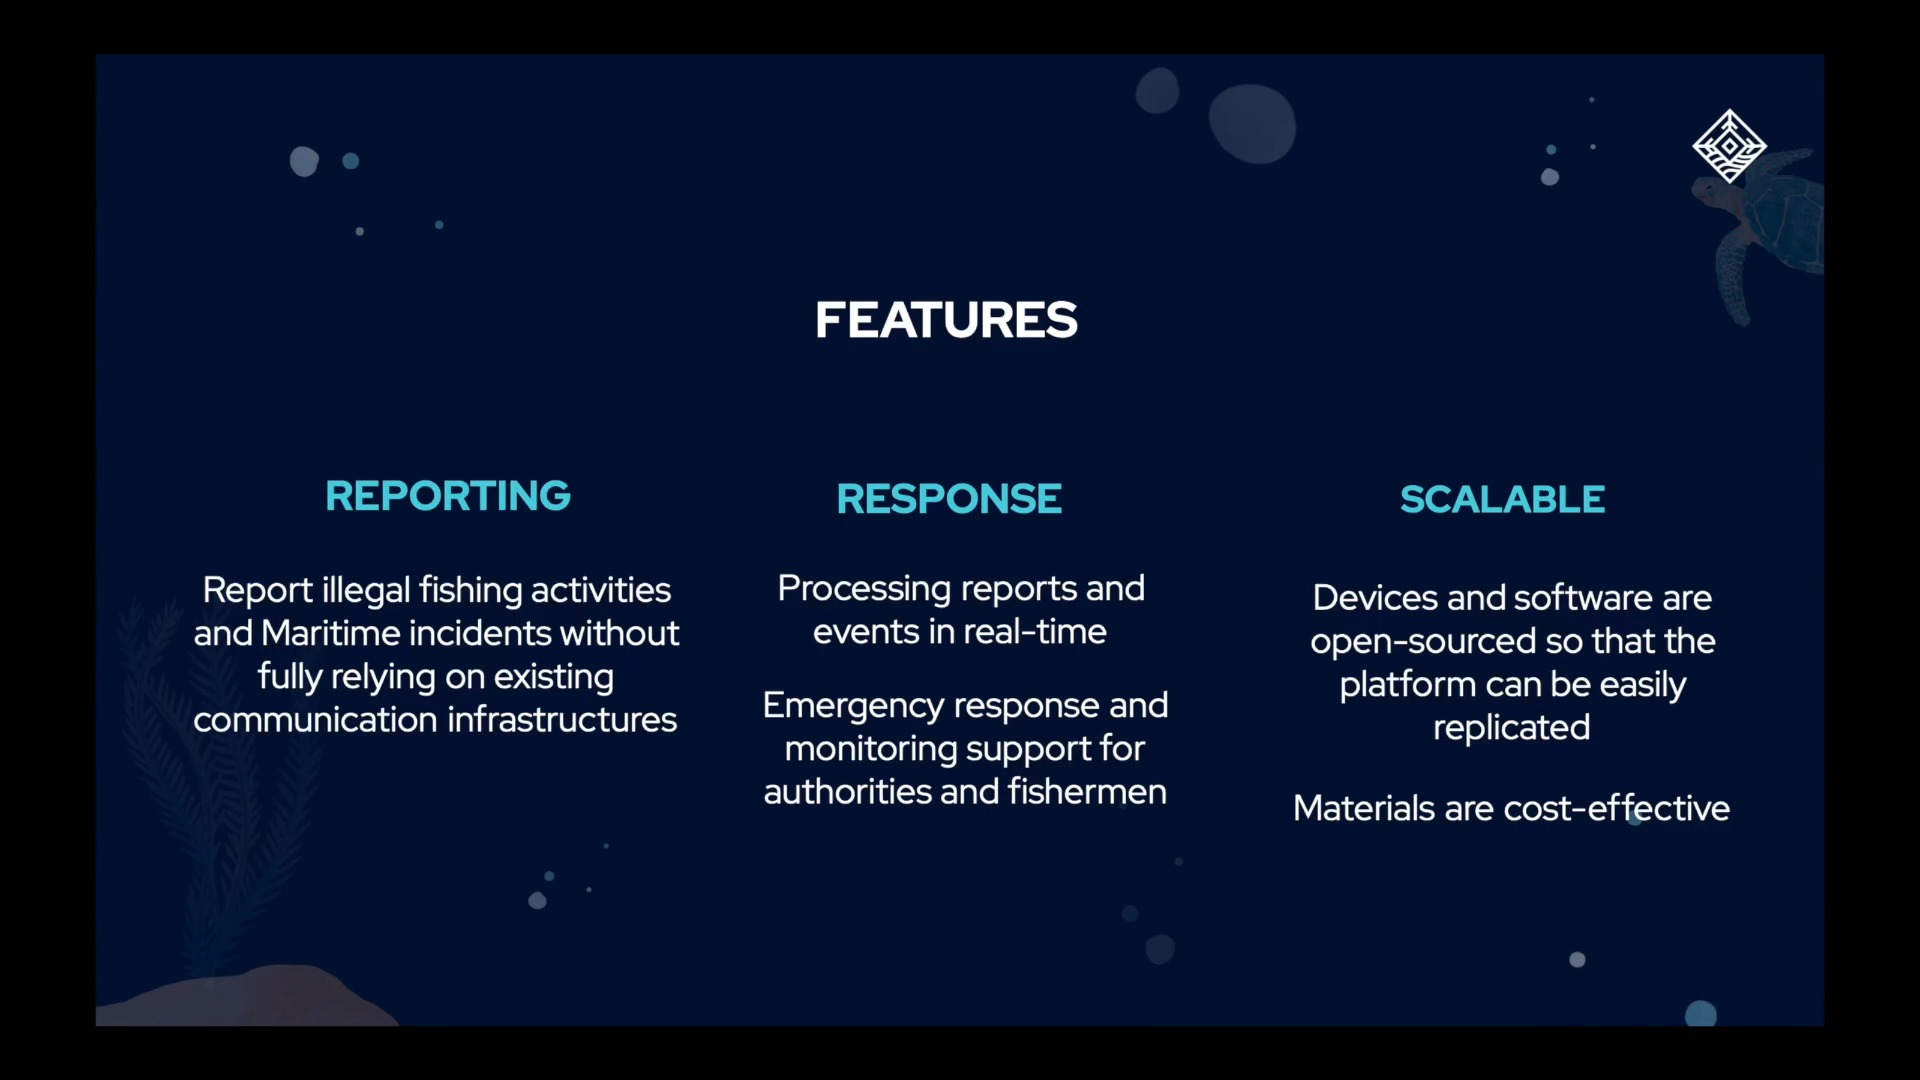 FEATURES
REPORTING
Report illegal fishing activities
and Maritime incidents without
fully relying on existing
communication infrastructures
RESPONSE
Processing reports and
events in real-time
Emergency response and
monitoring support for
authorities and fishermen
SCALABLE
Devices and software are
open-sourced so that the
platform can be easily
replicated
Materials are cost-effective